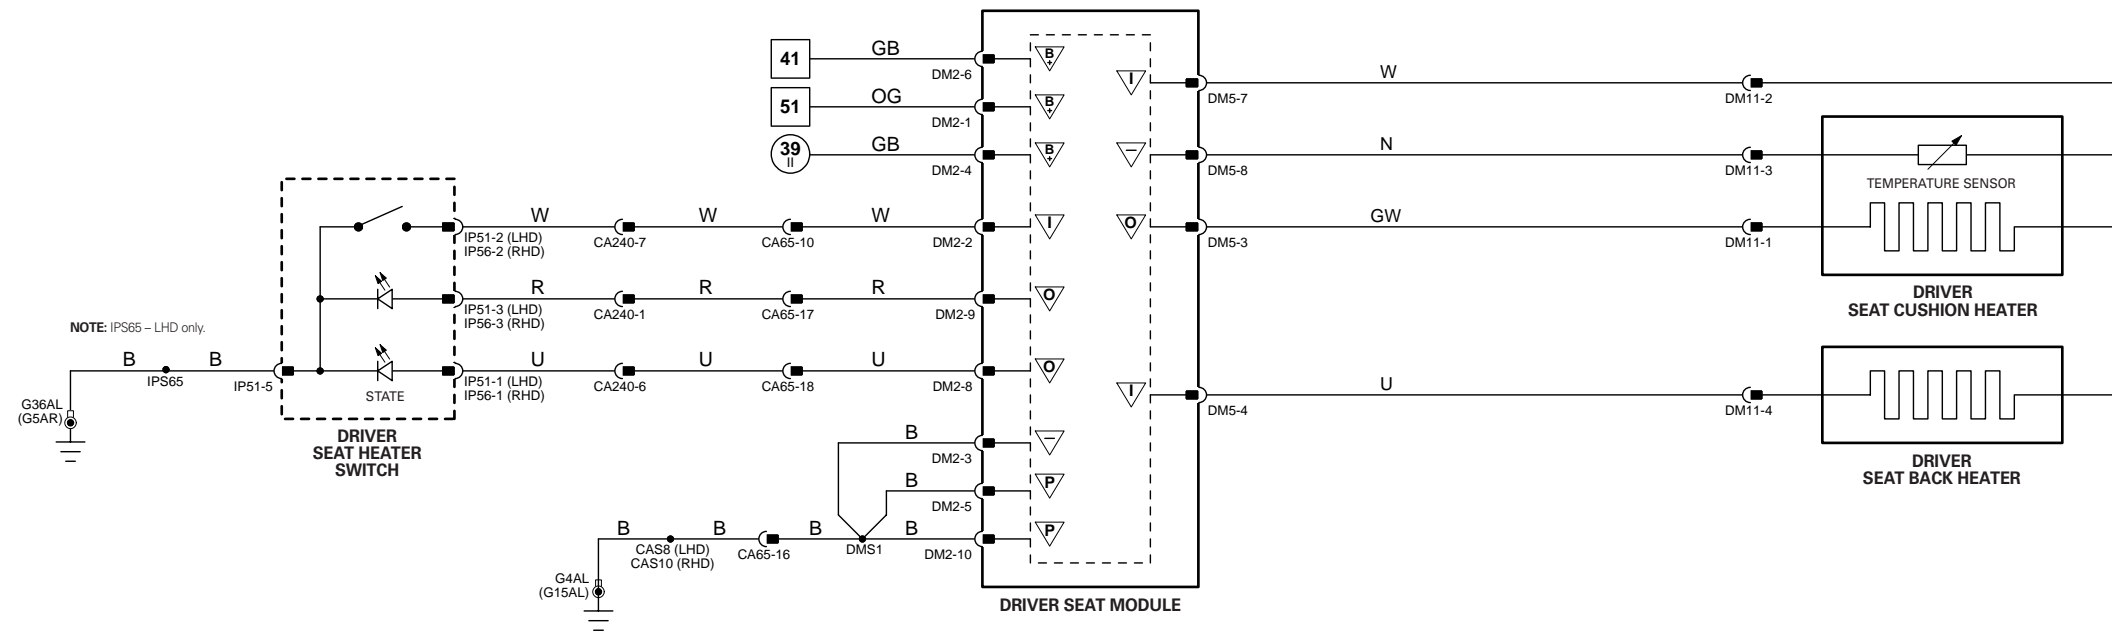 41
GB
DM2-6
B
+
I
W
DM5-7
DM11-2
51
OG
DM2-1
B
+
39
II
GB
DM2-4
B
+
–
N
DM5-8
DM11-3
TEMPERATURE SENSOR
W
W
W
IP51-2 (LHD)
IP56-2 (RHD)
CA240-7
CA65-10
DM2-2
I
O
GW
DM5-3
DM11-1
R
R
R
IP51-3 (LHD)
IP56-3 (RHD)
CA240-1
CA65-17
DM2-9
O
DRIVER
SEAT CUSHION HEATER
NOTE: IPS65 – LHD only.
B
B
IPS65
IP51-5
STATE
U
U
U
IP51-1 (LHD)
IP56-1 (RHD)
CA240-6
CA65-18
DM2-8
O
I
U
DM5-4
DM11-4
G36AL
(G5AR)
DRIVER
SEAT HEATER
SWITCH
B
DM2-3
–
DRIVER
SEAT BACK HEATER
B
DM2-5
P
B
B
B
B
CAS8 (LHD)
CAS10 (RHD)
CA65-16
DMS1
DM2-10
P
G4AL
(G15AL)
DRIVER SEAT MODULE